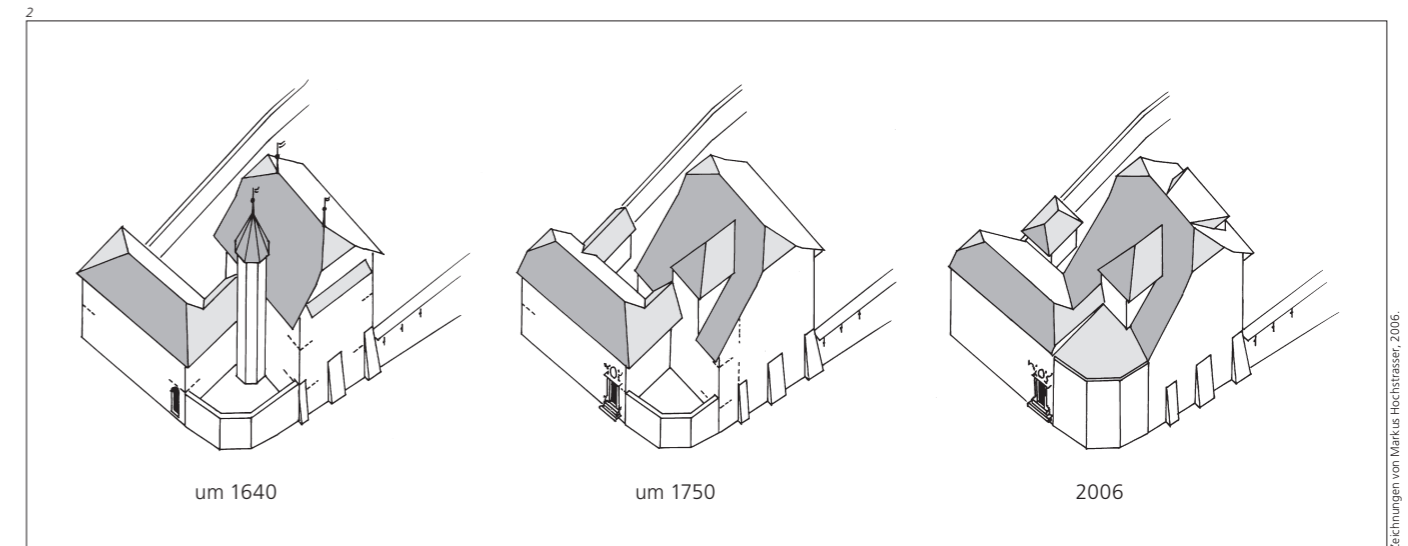 2
um 1640
um 1750
2006
Zeichnungen von Markus Hochstrasser, 2006.